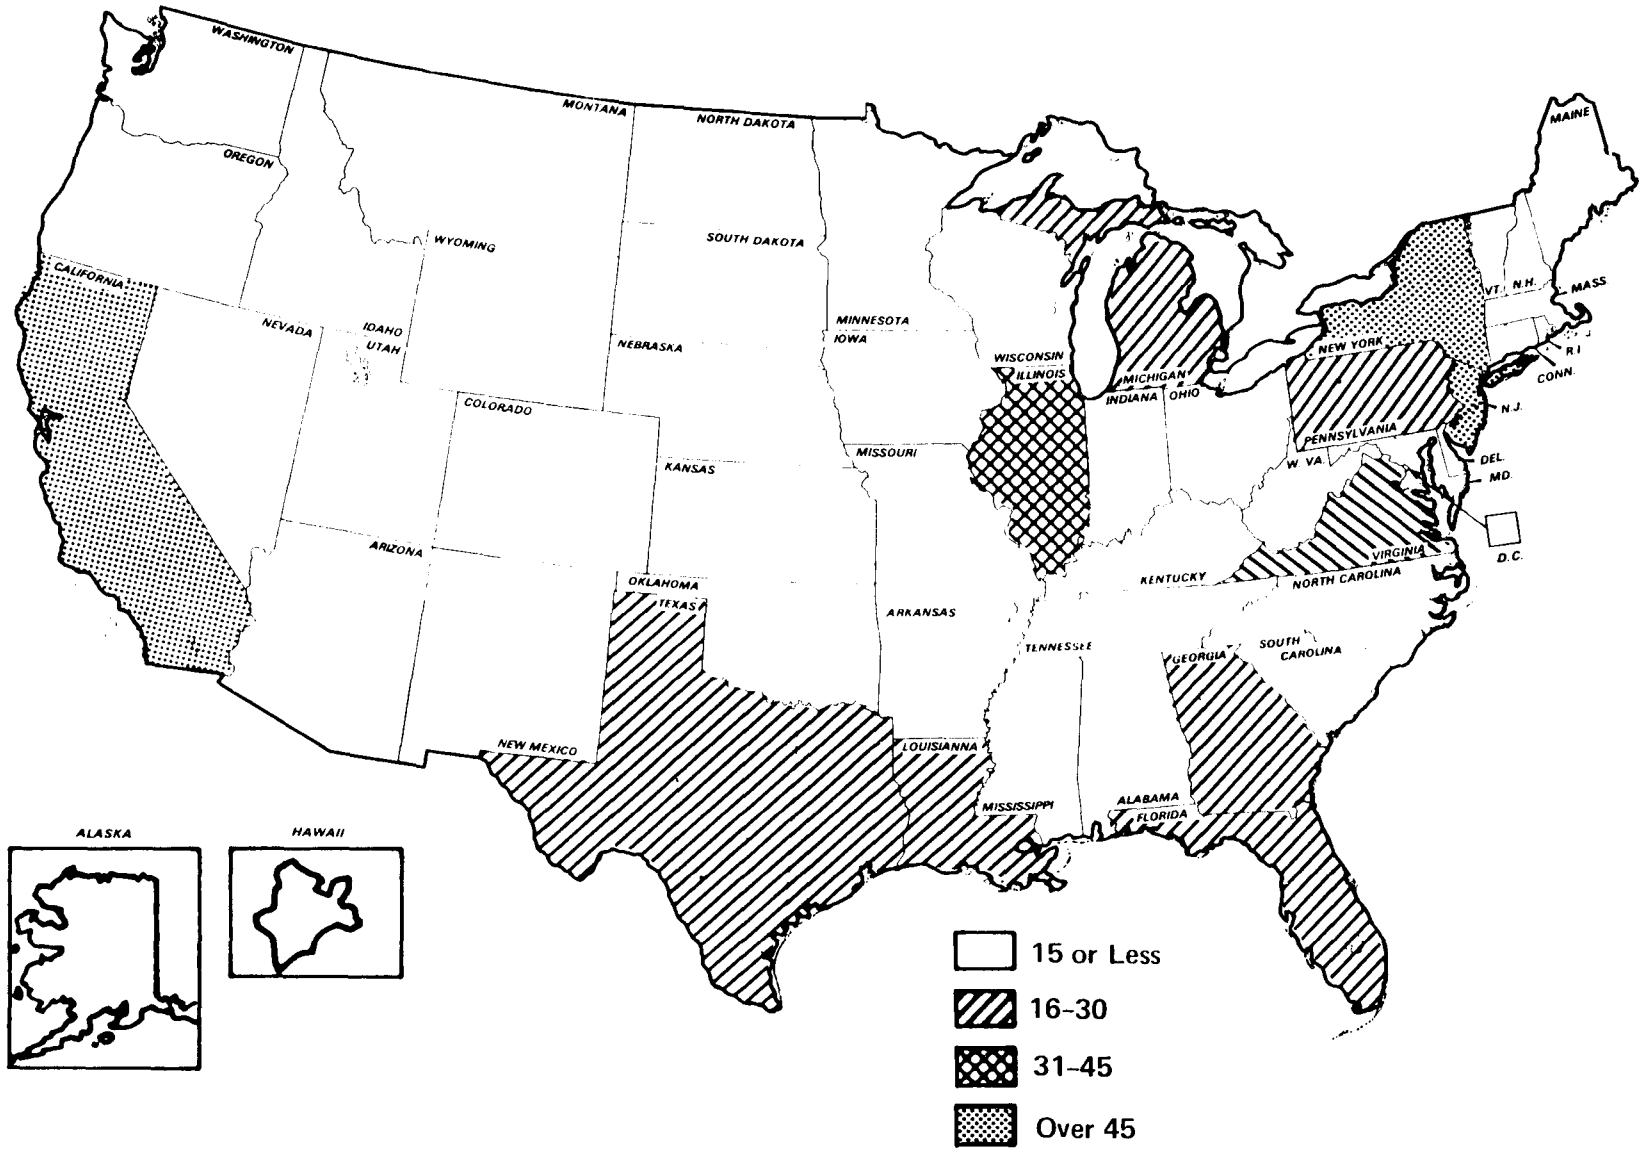 WASHINGTON
MONTANA
NORTH DAKOTA
MAINE
OREGON
WYOMING
SOUTH DAKOTA
CALIFORNIA
VT.
N.H.
MASS
NEVADA
IDAHO
UTAH
NEBRASKA
MINNESOTA
IOWA
WISCONSIN
ILLINOIS
MICHIGAN
INDIANA
OHIO
NEW YORK
R.I
CONN.
N.J.
COLORADO
KANSAS
MISSOURI
PENNSYLVANIA
W. VA.
DEL.
MD.
D.C.
ARIZONA
OKLAHOMA
TEXAS
ARKANSAS
KENTUCKY
VIRGINIA
NORTH CAROLINA
TENNESSEE
GEORGIA
SOUTH
CAROLINA
NEW MEXICO
LOUISIANNA
MISSISSIPPI
ALABAMA
FLORIDA
ALASKA
HAWAII
15 or Less
16–30
31–45
Over 45